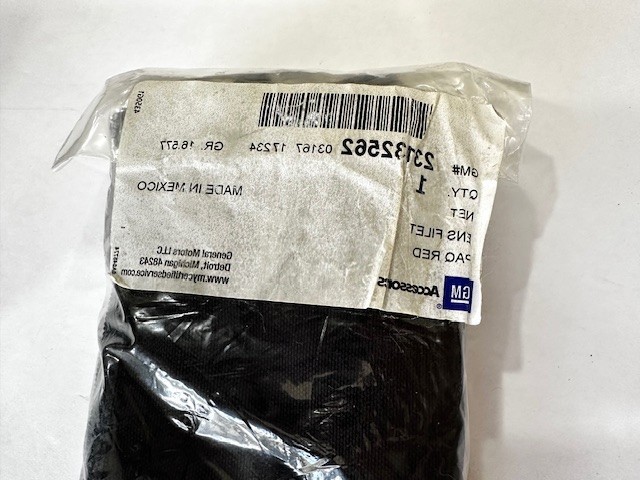 GM# 23132562 03167 17234 GR. 16.577
QTY. 1
NET MADE IN MEXICO
ENS FILET
PAQ RED
GM Accessories
General Motors LLC
Detroit, Michigan 48243
www.mycertifiedservice.com